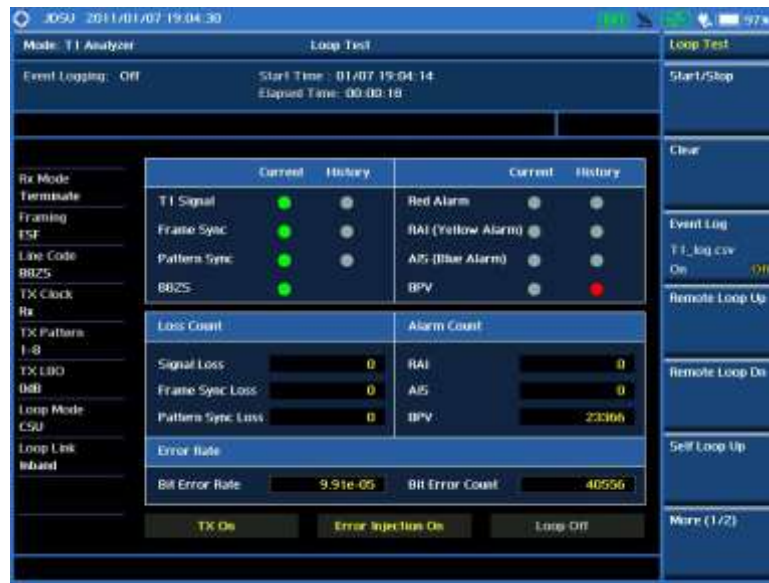 JDSU 2011/01/07 19:04:30
97%
Mode: T1 Analyzer
Loop Test
Loop Test
Event Logging: Off
Start Time : 01/07 19:04:14
Elapsed Time: 00:00:18
Start/Stop
Clear
Current History
Current History
Rx Mode
Terminate
T1 Signal
Red Alarm
Framing
ESF
Frame Sync
RAI (Yellow Alarm)
Event Log
T1_log.csv
On Off
Line Code
B8ZS
Pattern Sync
AIS (Blue Alarm)
TX Clock
Rx
B8ZS
BPV
Remote Loop Up
TX Pattern
1-8
Loss Count
Alarm Count
TX LBO
0dB
Signal Loss 0
RAI 0
Frame Sync Loss 0
AIS 0
Remote Loop Dn
Loop Mode
CSU
Pattern Sync Loss 0
BPV 23366
Loop Link
Inband
Error Rate
Self Loop Up
Bit Error Rate 9.91e-05
Bit Error Count 40556
TX On
Error Injection On
Loop Off
More (1/2)